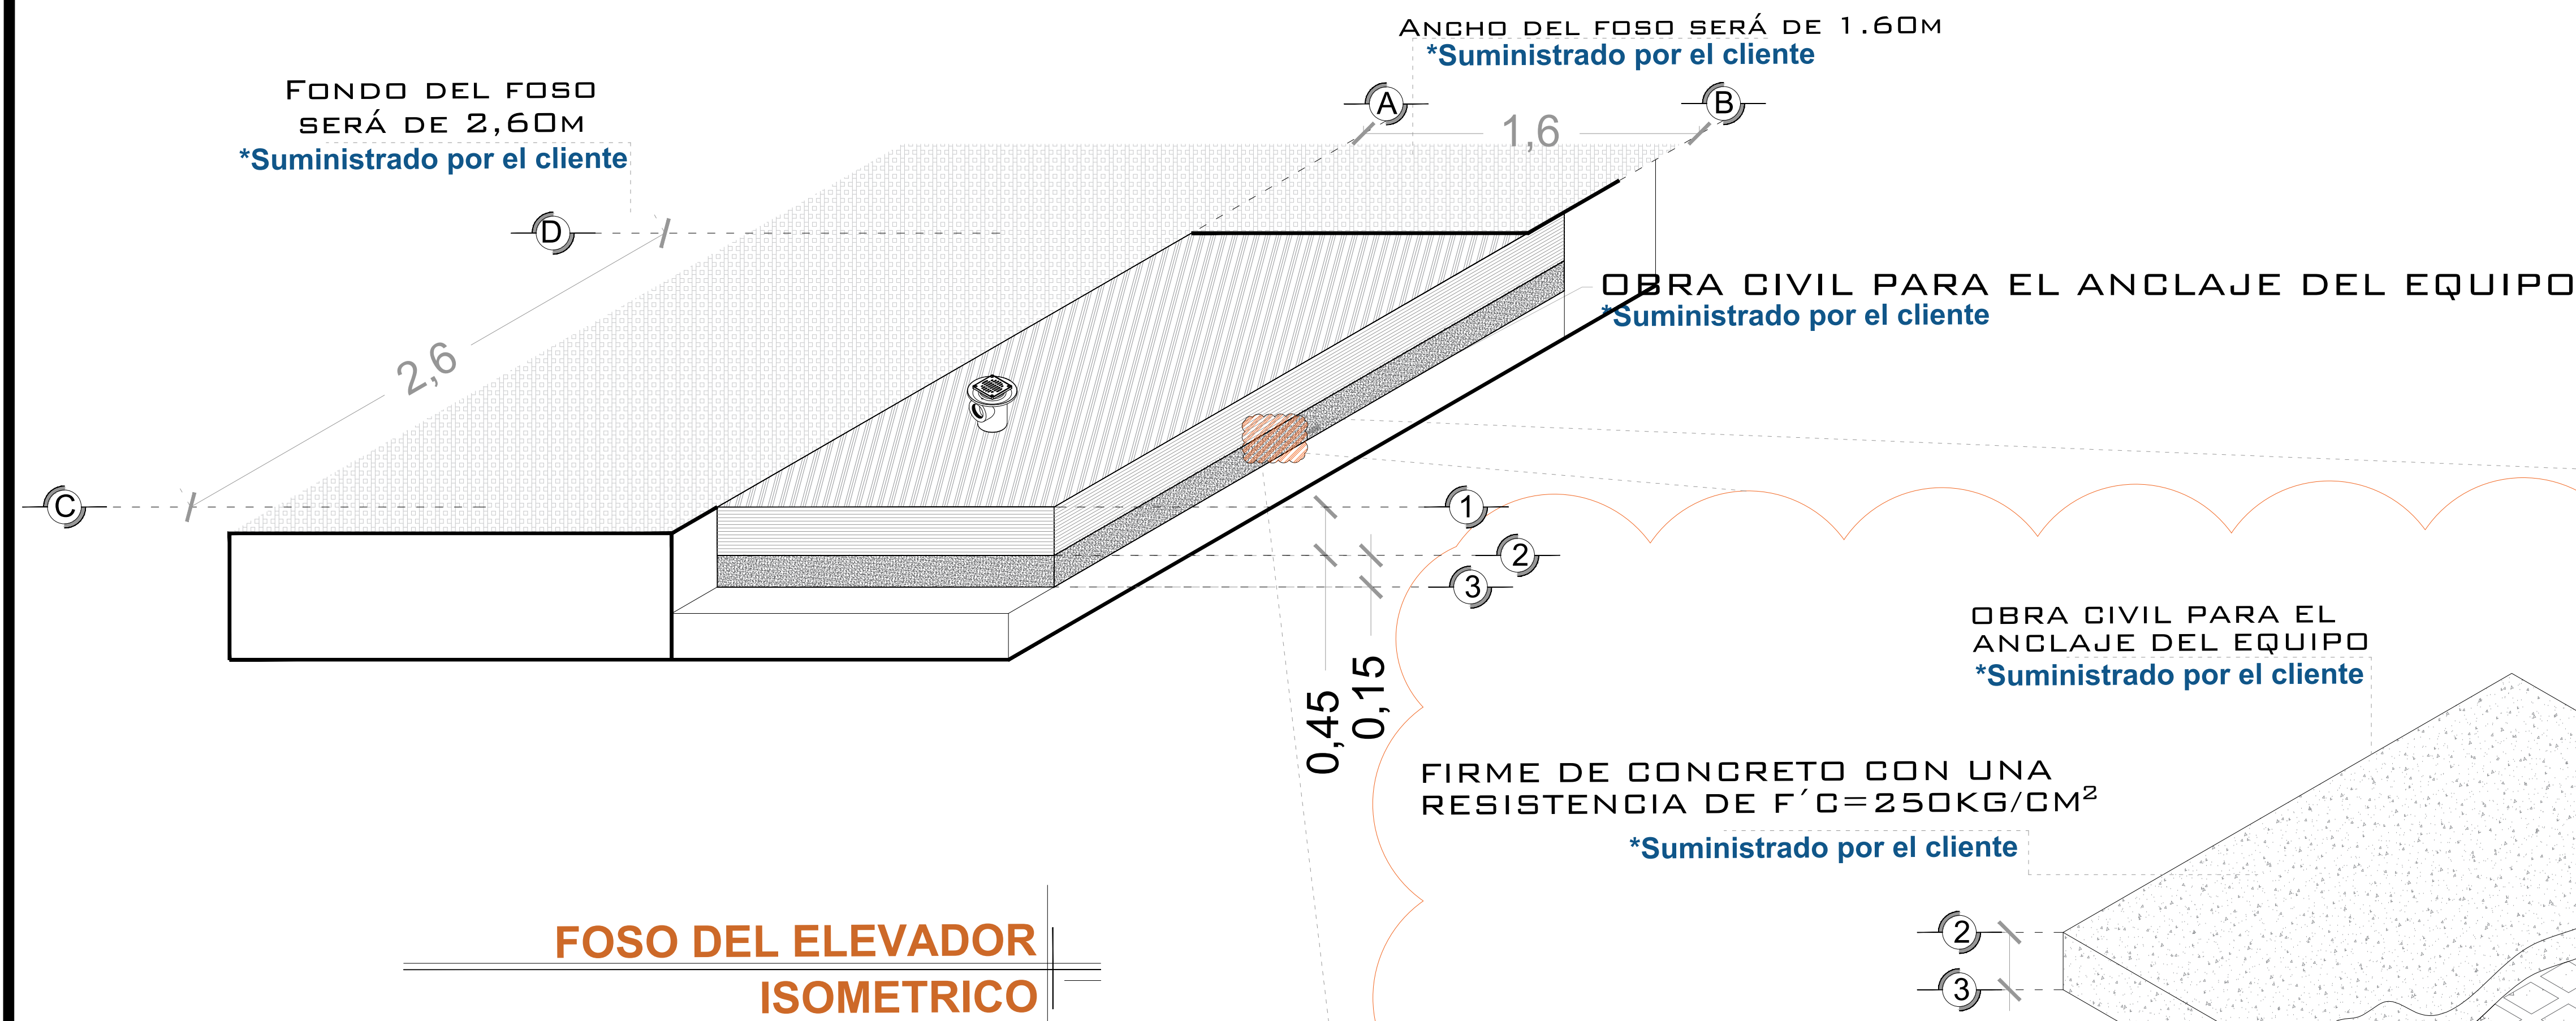 ANCHO DEL FOSO SERÁ DE 1.60M
*Suministrado por el cliente
FONDO DEL FOSO
SERÁ DE 2,60M
*Suministrado por el cliente
A
B
1,6
D
2,6
C
OBRA CIVIL PARA EL ANCLAJE DEL EQUIPO
*Suministrado por el cliente
1
2
3
0,45
0,15
OBRA CIVIL PARA EL
ANCLAJE DEL EQUIPO
*Suministrado por el cliente
FIRME DE CONCRETO CON UNA
RESISTENCIA DE F´C=250KG/CM²
*Suministrado por el cliente
2
3
FOSO DEL ELEVADOR
ISOMETRICO